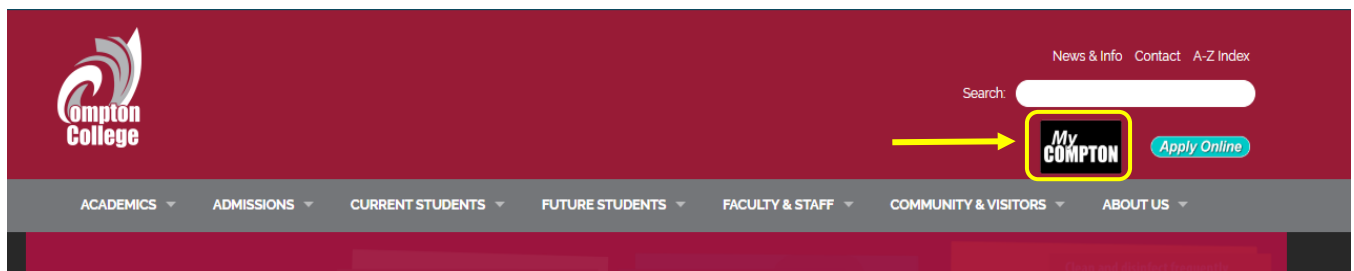 ompton
College
News & Info Contact A-Z Index
Search:
My
COMPTON
Apply Online
ACADEMICS ADMISSIONS CURRENT STUDENTS FUTURE STUDENTS FACULTY & STAFF COMMUNITY & VISITORS ABOUT US